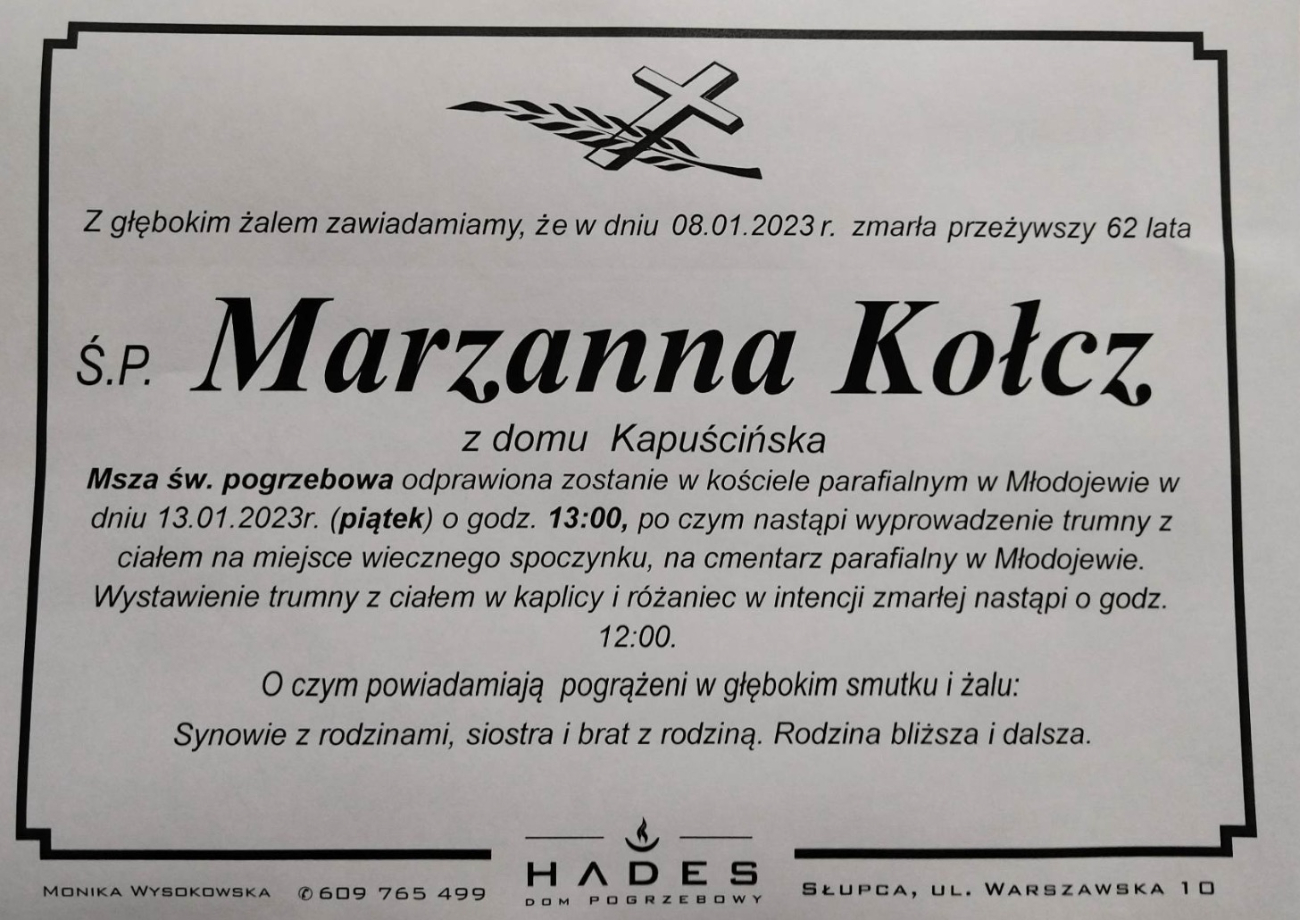 Z głębokim żalem zawiadamiamy, że w dniu 08.01.2023 r. zmarła przeżywszy 62 lata
Ś.P. Marzanna Kołcz
z domu Kapuścińska
Msza św. pogrzebowa odprawiona zostanie w kościele parafialnym w Młodojewie w
dniu 13.01.2023r. (piątek) o godz. 13:00, po czym nastąpi wyprowadzenie trumny z
ciałem na miejsce wiecznego spoczynku, na cmentarz parafialny w Młodojewie.
Wystawienie trumny z ciałem w kaplicy i różaniec w intencji zmarłej nastąpi o godz.
12:00.
O czym powiadamiają pogrążeni w głębokim smutku i żalu:
Synowie z rodzinami, siostra i brat z rodziną. Rodzina bliższa i dalsza.
HADES
DOM POGRZEBOWY
MONIKA WYSOKOWSKA ✆609 765 499
SŁUPCA, UL. WARSZAWSKA 10